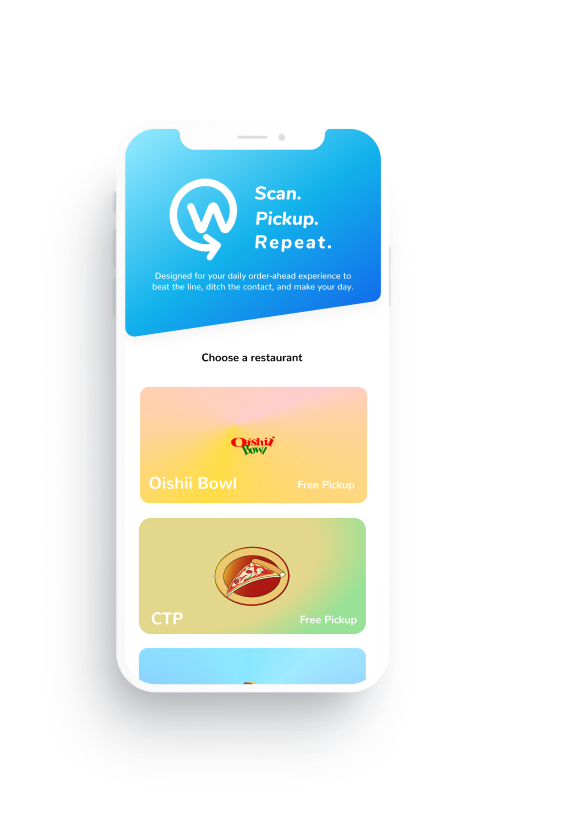 Scan.
Pickup.
Repeat.
Designed for your daily order-ahead experience to
beat the line, ditch the contact, and make your day.
Choose a restaurant
Oishii
Bowl
Oishii Bowl
Free Pickup
CTP
Free Pickup